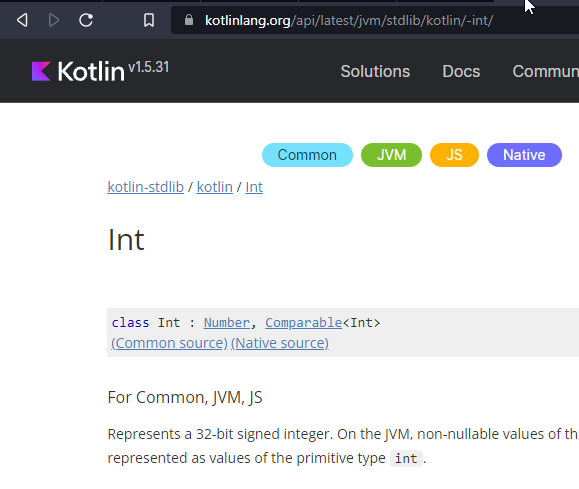 kotlinlang.org/api/latest/jvm/stdlib/kotlin/-int/
Kotlin v1.5.31 Solutions Docs Commun
Common JVM JS Native
kotlin-stdlib / kotlin / Int
Int
class Int : Number, Comparable<Int>
(Common source) (Native source)
For Common, JVM, JS
Represents a 32-bit signed integer. On the JVM, non-nullable values of th
represented as values of the primitive type int .